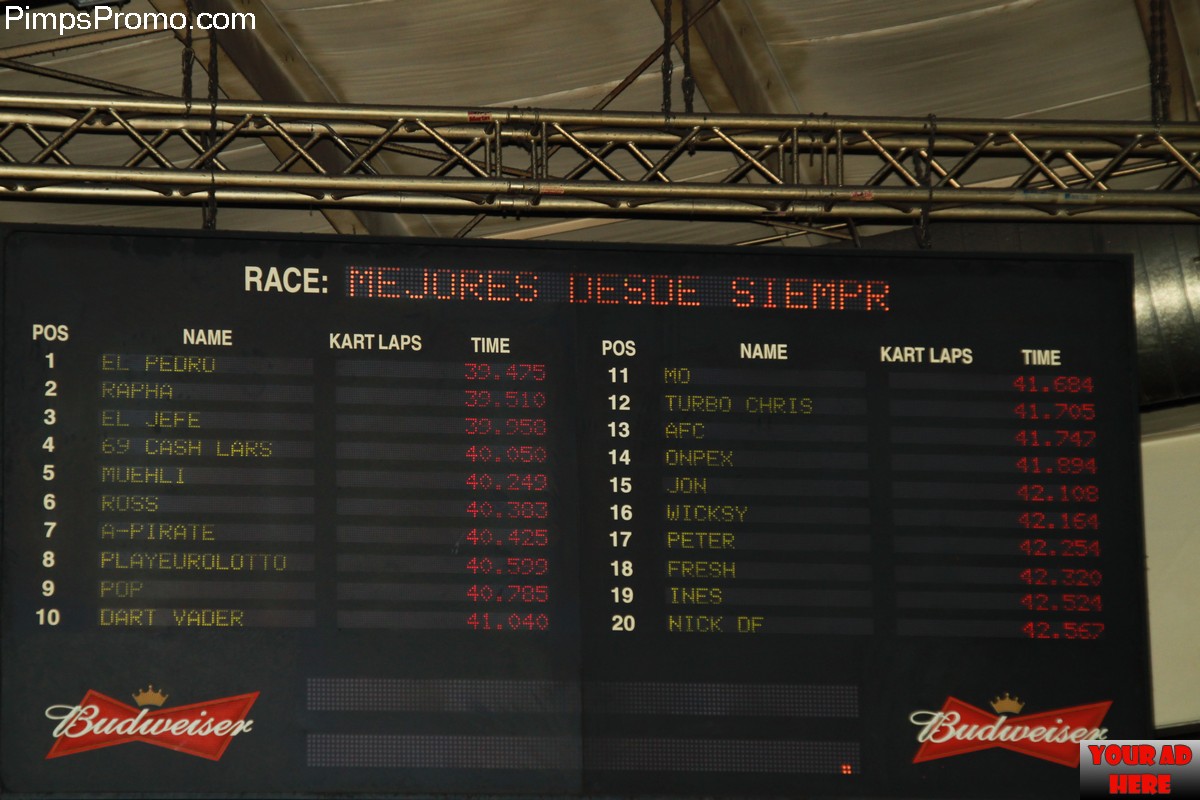 PimpsPromo.com
RACE: MEJORES DESDE SIEMPR
POS NAME KART LAPS TIME
1 EL PEDRO 39.475
2 RAPHA 39.510
3 EL JEFE 39.958
4 69 CASH LARS 40.050
5 MUEHLI 40.249
6 ROSS 40.383
7 A-PIRATE 40.425
8 PLAYEUROLOTTO 40.599
9 POP 40.785
10 DART VADER 41.040
POS NAME KART LAPS TIME
11 MO 41.684
12 TURBO CHRIS 41.705
13 AFC 41.747
14 ONPEX 41.894
15 JON 42.108
16 WICKSY 42.164
17 PETER 42.254
18 FRESH 42.320
19 INES 42.524
20 NICK DF 42.567
Budweiser
Budweiser
YOUR AD
HERE